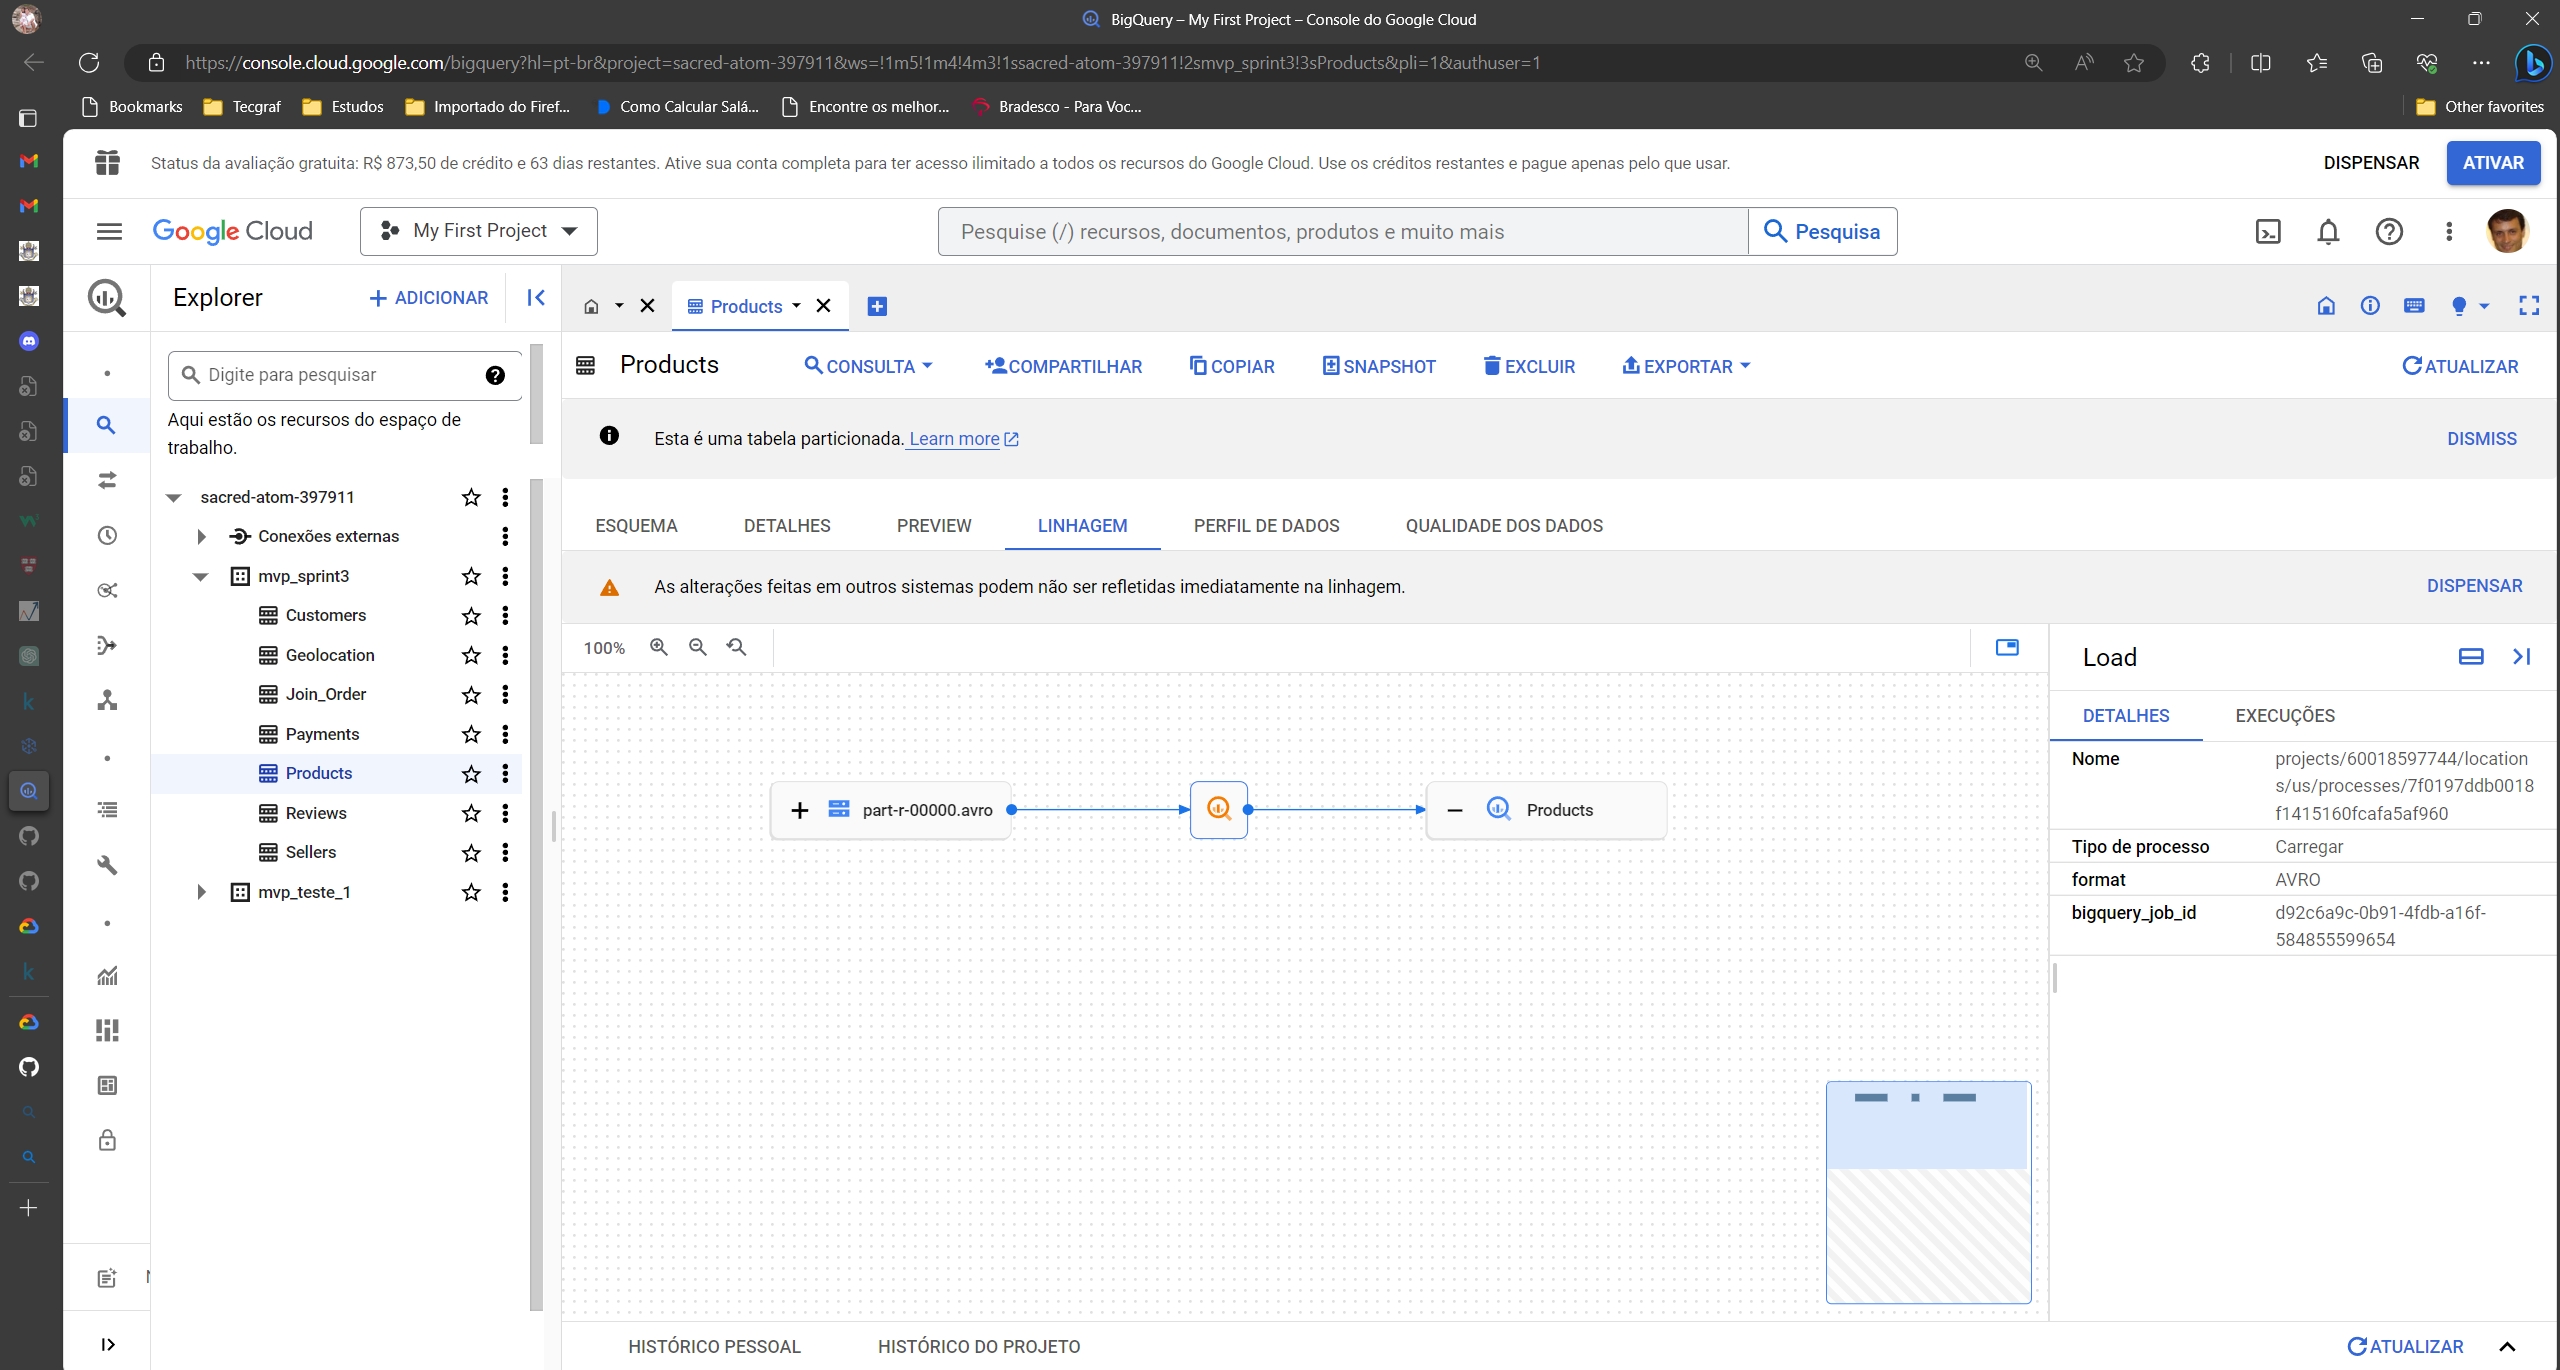 BigQuery – My First Project – Console do Google Cloud
https://console.cloud.google.com/bigquery?hl=pt-br&project=sacred-atom-397911&ws=!1m5!1m4!4m3!1ssacred-atom-397911!2smvp_sprint3!3sProducts&pli=1&authuser=1
Bookmarks Tecgraf Estudos Importado do Firef... Como Calcular Salá... Encontre os melhor... Bradesco - Para Voc... Other favorites
Status da avaliação gratuita: R$ 873,50 de crédito e 63 dias restantes. Ative sua conta completa para ter acesso ilimitado a todos os recursos do Google Cloud. Use os créditos restantes e pague apenas pelo que usar. DISPENSAR ATIVAR
Google Cloud My First Project Pesquise (/) recursos, documentos, produtos e muito mais Pesquisa
Explorer + ADICIONAR
Products
Digite para pesquisar
Aqui estão os recursos do espaço de
trabalho.
sacred-atom-397911
Conexões externas
mvp_sprint3
Customers
Geolocation
Join_Order
Payments
Products
Reviews
Sellers
mvp_teste_1
Products CONSULTA COMPARTILHAR COPIAR SNAPSHOT EXCLUIR EXPORTAR ATUALIZAR
Esta é uma tabela particionada. Learn more DISMISS
ESQUEMA DETALHES PREVIEW LINHAGEM PERFIL DE DADOS QUALIDADE DOS DADOS
As alterações feitas em outros sistemas podem não ser refletidas imediatamente na linhagem. DISPENSAR
100%
part-r-00000.avro Products
Load
DETALHES EXECUÇÕES
Nome projects/60018597744/location
s/us/processes/7f0197ddb0018
f1415160fcafa5af960
Tipo de processo Carregar
format AVRO
bigquery_job_id d92c6a9c-0b91-4fdb-a16f-
584855599654
HISTÓRICO PESSOAL HISTÓRICO DO PROJETO ATUALIZAR